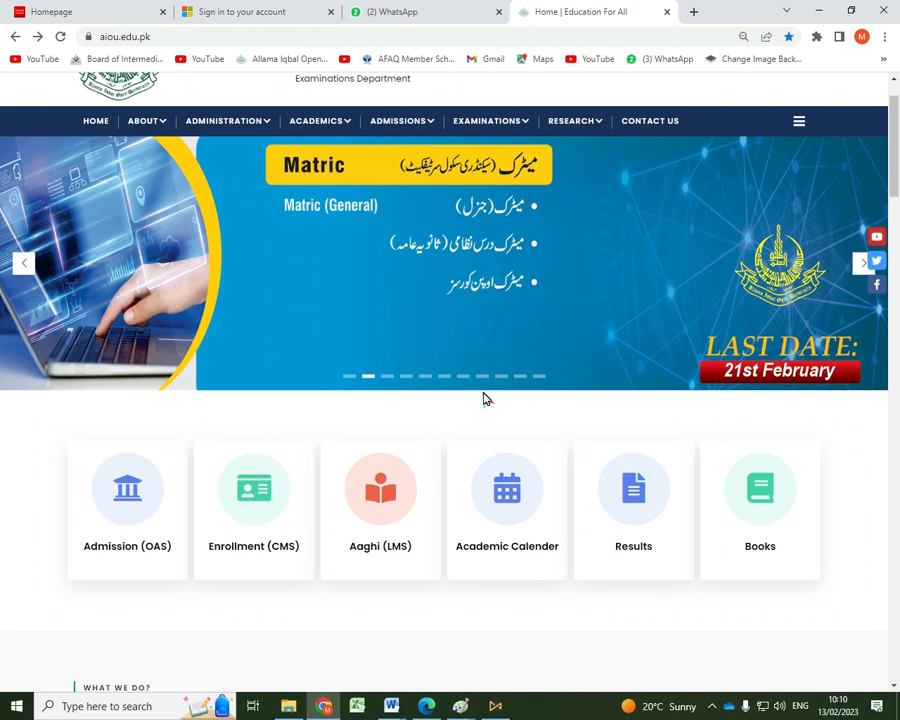 Homepage
Sign in to your account
(2) WhatsApp
Home | Education For All
aiou.edu.pk
YouTube
Board of Intermedi...
YouTube
Allama Iqbal Open...
AFAQ Member Sch...
Gmail
Maps
YouTube
(3) WhatsApp
Change Image Back...
Examinations Department
HOME
ABOUT
ADMINISTRATION
ACADEMICS
ADMISSIONS
EXAMINATIONS
RESEARCH
CONTACT US
Matric میٹرک (سیکنڈری سکول سرٹیفکیٹ)
Matric (General) میٹرک (جنرل)
میٹرک درس نظامی (ثانویہ عامہ)
میٹرک اوپن کورسز
LAST DATE:
21st February
Admission (OAS)
Enrollment (CMS)
Aaghi (LMS)
Academic Calender
Results
Books
WHAT WE DO?
Type here to search
20°C Sunny
ENG
10:10
13/02/2023